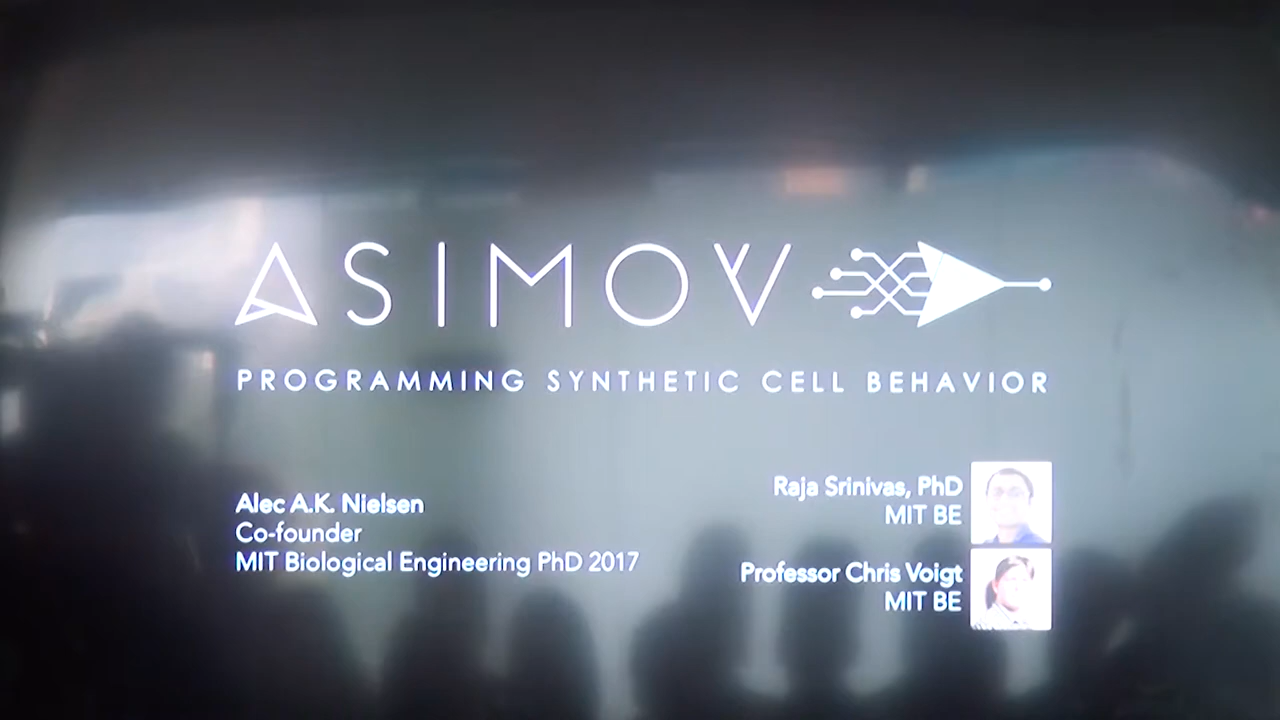 ASIMOV
PROGRAMMING SYNTHETIC CELL BEHAVIOR
Alec A.K. Nielsen
Co-founder
MIT Biological Engineering PhD 2017
Raja Srinivas, PhD
MIT BE
Professor Chris Voigt
MIT BE